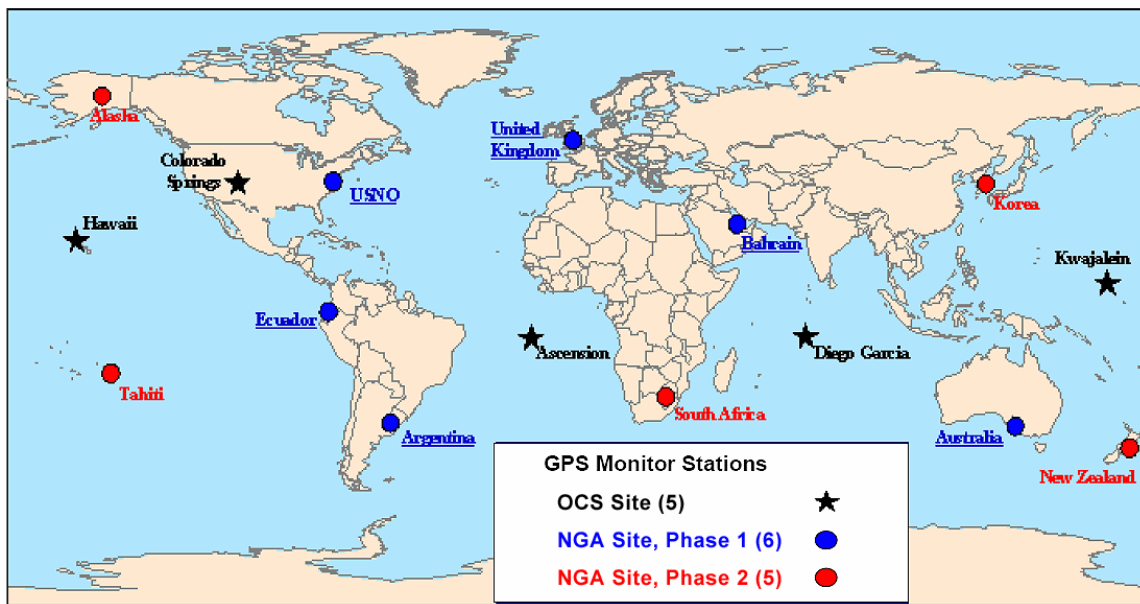 Alaska
United
Kingdom
Colorado
Springs
USNO
Korea
Hawaii
Bahrain
Kwajalein
Ecuador
Ascension
Diego Garcia
Tahiti
South Africa
Argentina
Australia
New Zealand
GPS Monitor Stations
OCS Site (5)
NGA Site, Phase 1 (6)
NGA Site, Phase 2 (5)